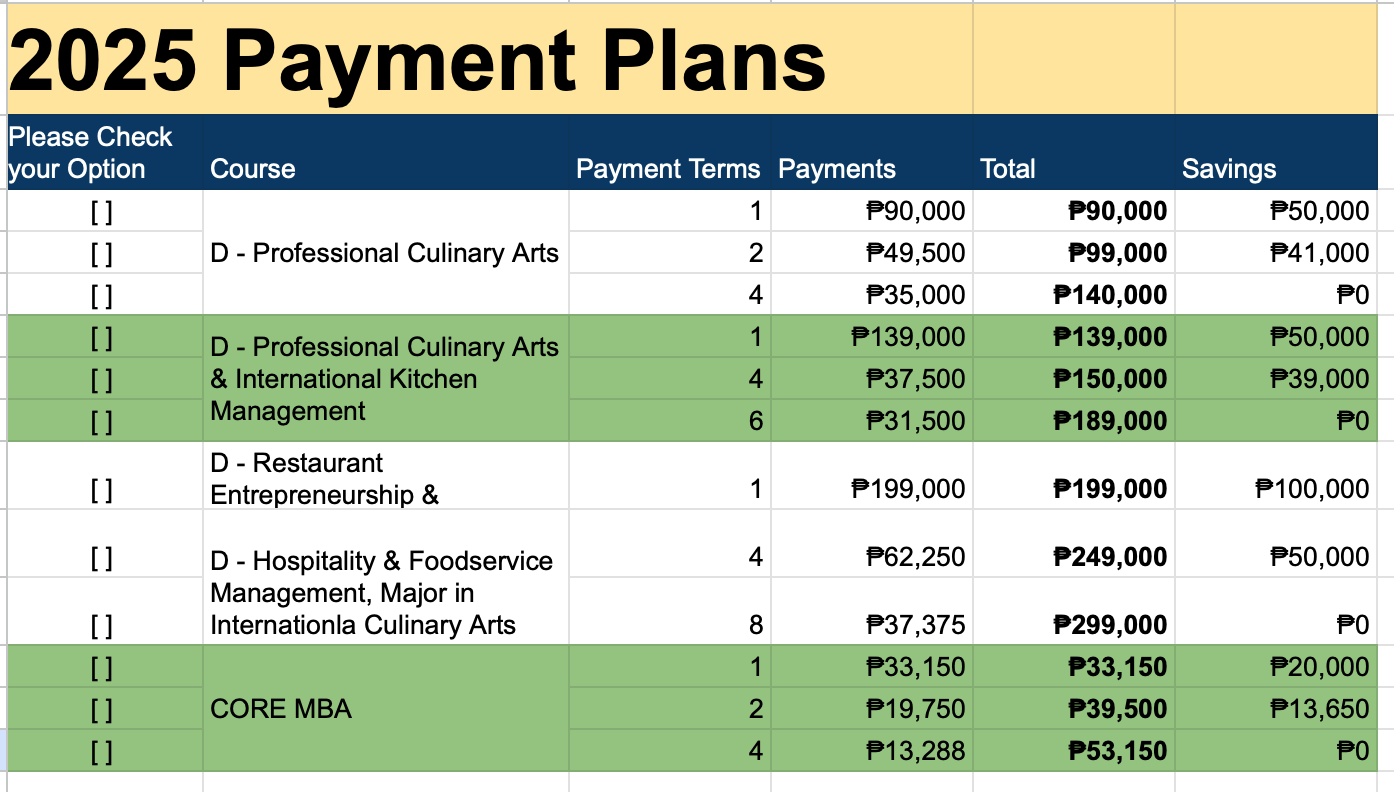 2025 Payment Plans
Please Check your Option Course Payment Terms Payments Total Savings
[ ] D - Professional Culinary Arts 1 ₱90,000 ₱90,000 ₱50,000
[ ] 2 ₱49,500 ₱99,000 ₱41,000
[ ] 4 ₱35,000 ₱140,000 ₱0
[ ] D - Professional Culinary Arts & International Kitchen Management 1 ₱139,000 ₱139,000 ₱50,000
[ ] 4 ₱37,500 ₱150,000 ₱39,000
[ ] 6 ₱31,500 ₱189,000 ₱0
[ ] D - Restaurant Entrepreneurship & 1 ₱199,000 ₱199,000 ₱100,000
[ ] D - Hospitality & Foodservice Management, Major in Internationla Culinary Arts 4 ₱62,250 ₱249,000 ₱50,000
[ ] 8 ₱37,375 ₱299,000 ₱0
[ ] CORE MBA 1 ₱33,150 ₱33,150 ₱20,000
[ ] 2 ₱19,750 ₱39,500 ₱13,650
[ ] 4 ₱13,288 ₱53,150 ₱0